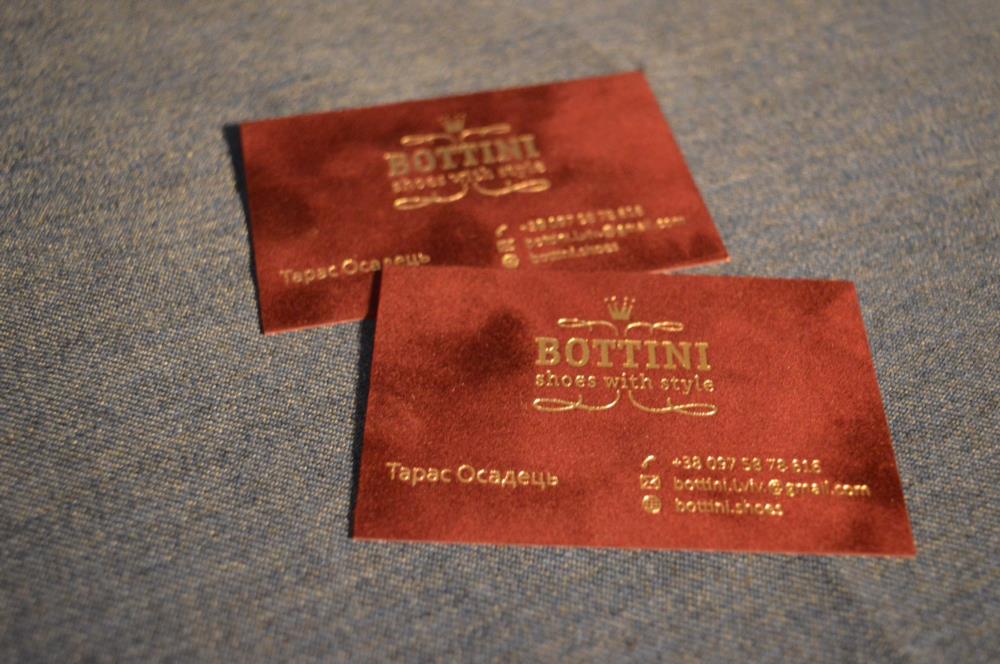 BOTTINI
shoes with style
Тарас Осадець
+38 097 58 78 616
bottini.lviv@gmail.com
bottini.shoes
BOTTINI
shoes with style
Тарас Осадець
+38 097 58 78 616
bottini.Lviv.@gmail.com
bottini.shoes